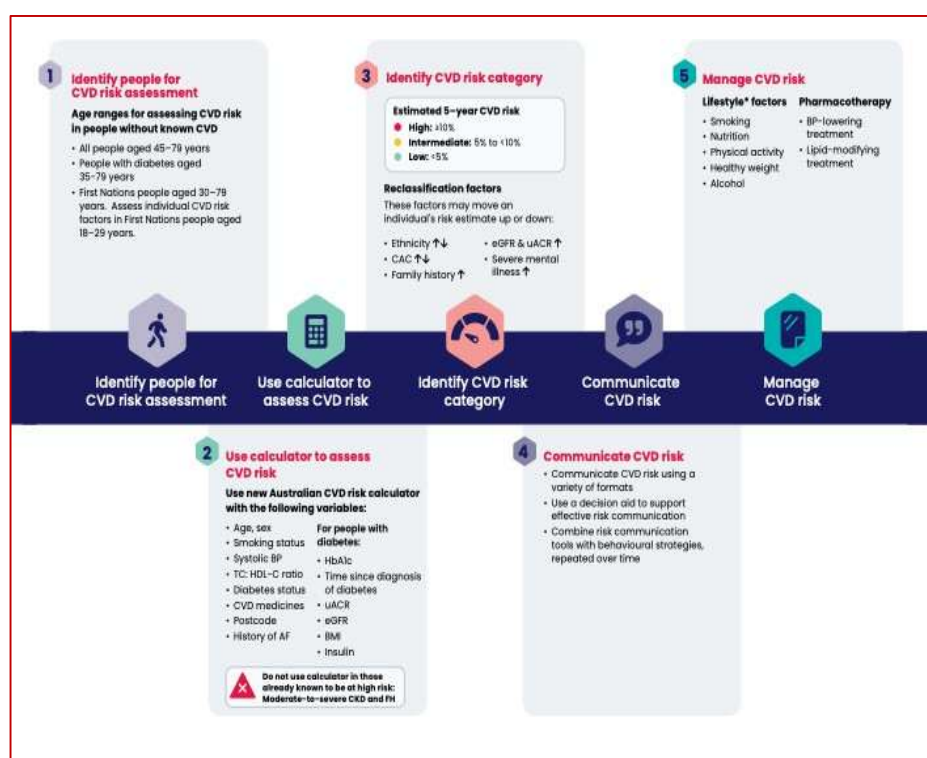 1
Identify people for
CVD risk assessment
Age ranges for assessing CVD risk
in people without known CVD
• All people aged 45–79 years
• People with diabetes aged
35-79 years
• First Nations people aged 30–79
years. Assess individual CVD risk
factors in First Nations people aged
18–29 years.
3
Identify CVD risk category
Estimated 5-year CVD risk
High: ≥10%
Intermediate: 5% to <10%
Low: <5%
Reclassification factors
These factors may move an
individual's risk estimate up or down:
• Ethnicity ↑↓
• CAC ↑↓
• Family history ↑
• eGFR & uACR ↑
• Severe mental
illness ↑
5
Manage CVD risk
Lifestyle* factors
• Smoking
• Nutrition
• Physical activity
• Healthy weight
• Alcohol
Pharmacotherapy
• BP-lowering
treatment
• Lipid-modifying
treatment
Identify people for
CVD risk assessment
Use calculator to
assess CVD risk
Identify CVD risk
category
Communicate
CVD risk
Manage
CVD risk
2
Use calculator to assess
CVD risk
Use new Australian CVD risk calculator
with the following variables:
• Age, sex
• Smoking status
• Systolic BP
• TC: HDL-C ratio
• Diabetes status
• CVD medicines
• Postcode
• History of AF
For people with
diabetes:
• HbA1c
• Time since diagnosis
of diabetes
• uACR
• eGFR
• BMI
• Insulin
Do not use calculator in those
already known to be at high risk:
Moderate-to-severe CKD and FH
4
Communicate CVD risk
• Communicate CVD risk using a
variety of formats
• Use a decision aid to support
effective risk communication
• Combine risk communication
tools with behavioural strategies,
repeated over time